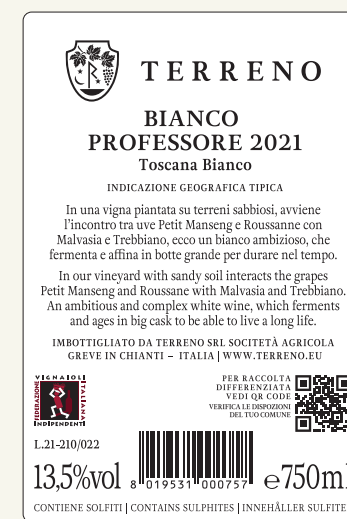 TERRENO
BIANCO
PROFESSORE 2021
Toscana Bianco
INDICAZIONE GEOGRAFICA TIPICA
In una vigna piantata su terreni sabbiosi, avviene
l'incontro tra uve Petit Manseng e Roussanne con
Malvasia e Trebbiano, ecco un bianco ambizioso, che
fermenta e affina in botte grande per durare nel tempo.
In our vineyard with sandy soil interacts the grapes
Petit Manseng and Roussane with Malvasia and Trebbiano.
An ambitious and complex white wine, which ferments
and ages in big cask to be able to live a long life.
IMBOTTIGLIATO DA TERRENO SRL SOCITETÀ AGRICOLA
GREVE IN CHIANTI – ITALIA | WWW.TERRENO.EU
VIGNAIOLI
FEDERAZIONE
ITALIANA
INDIPENDENTI
PER RACCOLTA
DIFFERENZIATA
VEDI QR CODE
VERIFICA LE DISPOZIONI
DEL TUO COMUNE
L.21-210/022
13,5%vol
8 019531 000757
℮750ml
CONTIENE SOLFITI | CONTAINS SULPHITES | INNEHÅLLER SULFITE